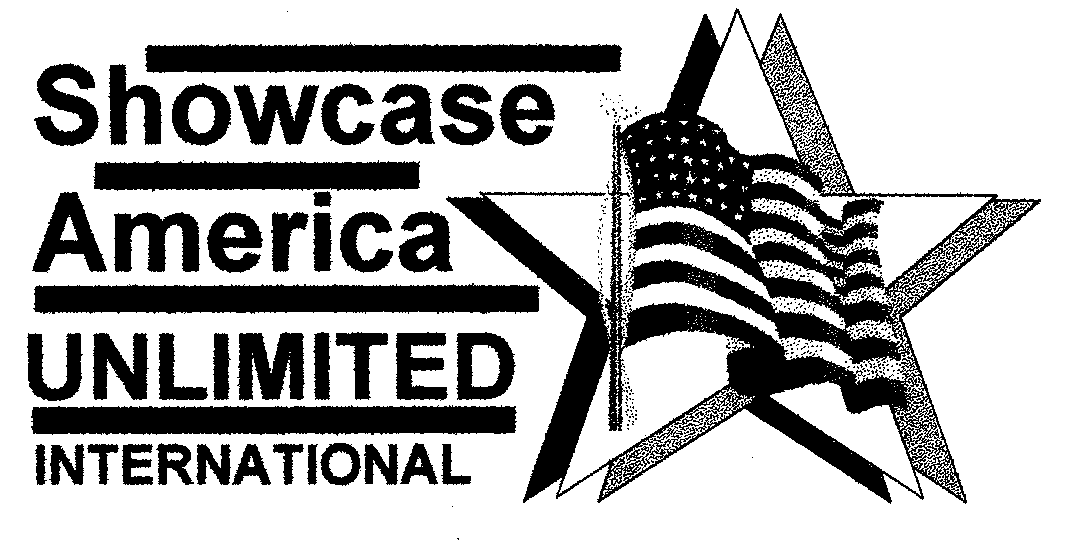 Showcase
America
UNLIMITED
INTERNATIONAL